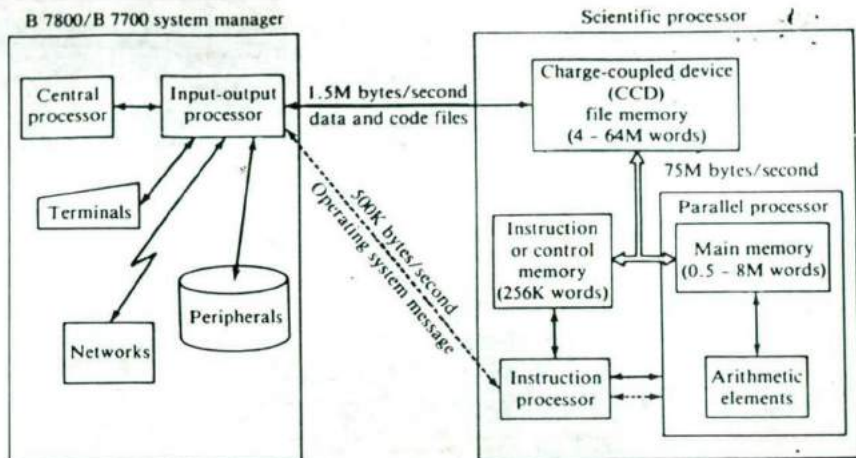 B 7800/B 7700 system manager
Central
processor
Input-output
processor
Terminals
Networks
Peripherals
1.5M bytes/second
data and code files
500K bytes/second
Operating system message
Scientific processor
Charge-coupled device
(CCD)
file memory
(4 - 64M words)
75M bytes/second
Instruction
or control
memory
(256K words)
Parallel processor
Main memory
(0.5 - 8M words)
Instruction
processor
Arithmetic
elements